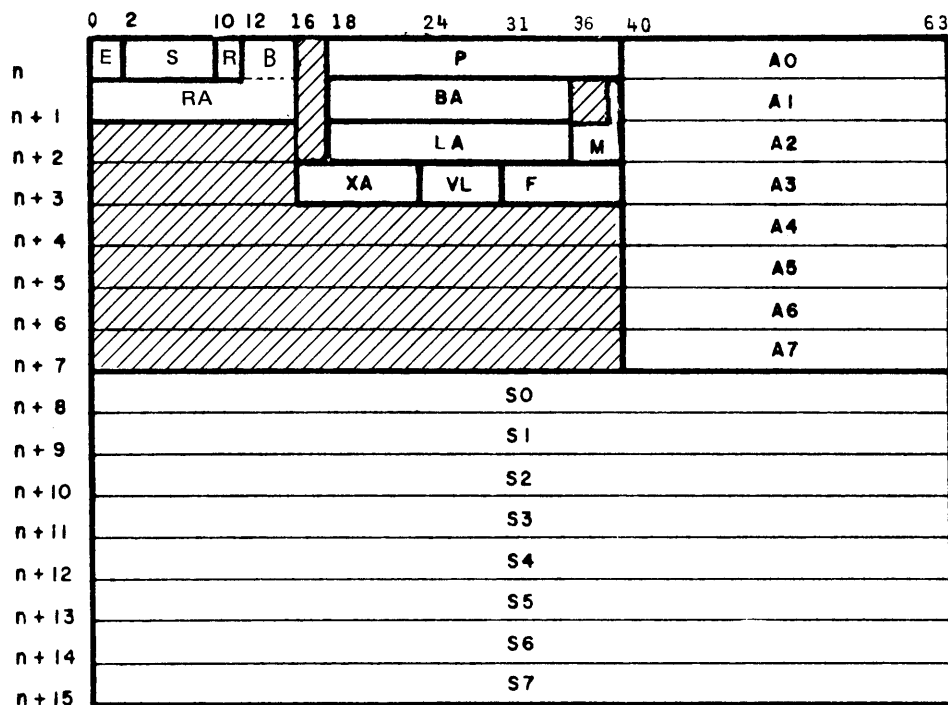 0 2 10 12 16 18 24 31 36 40 63
n E S R B P A0
n + 1 RA BA A1
n + 2 LA M A2
n + 3 XA VL F A3
n + 4 A4
n + 5 A5
n + 6 A6
n + 7 A7
n + 8 S0
n + 9 S1
n + 10 S2
n + 11 S3
n + 12 S4
n + 13 S5
n + 14 S6
n + 15 S7